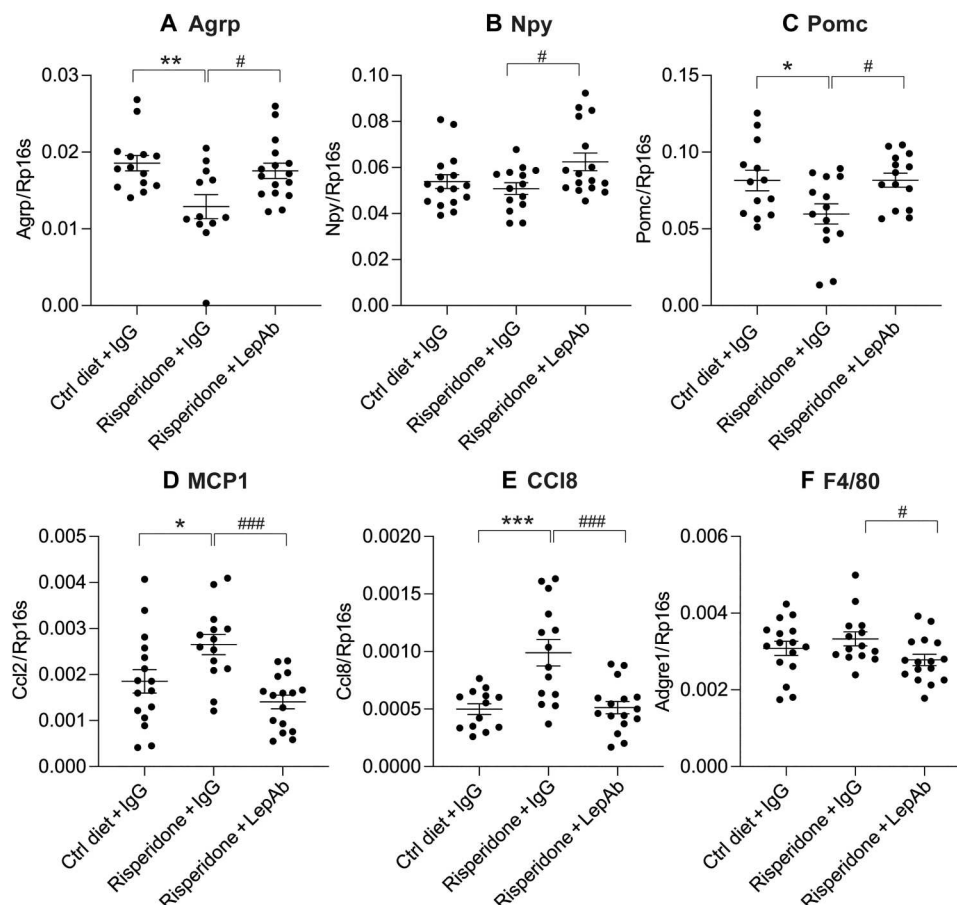 A Agrp
** #
0.03
0.02
0.01
0.00
Agrp/Rp16s
Ctrl diet + IgG
Risperidone + IgG
Risperidone + LepAb
B Npy
#
0.10
0.08
0.06
0.04
0.02
0.00
Npy/Rp16s
Ctrl diet + IgG
Risperidone + IgG
Risperidone + LepAb
C Pomc
* #
0.15
0.10
0.05
0.00
Pomc/Rp16s
Ctrl diet + IgG
Risperidone + IgG
Risperidone + LepAb
D MCP1
* ###
0.005
0.004
0.003
0.002
0.001
0.000
Ccl2/Rp16s
Ctrl diet + IgG
Risperidone + IgG
Risperidone + LepAb
E CCl8
*** ###
0.0020
0.0015
0.0010
0.0005
0.0000
Ccl8/Rp16s
Ctrl diet + IgG
Risperidone + IgG
Risperidone + LepAb
F F4/80
#
0.006
0.004
0.002
0.000
Adgre1/Rp16s
Ctrl diet + IgG
Risperidone + IgG
Risperidone + LepAb